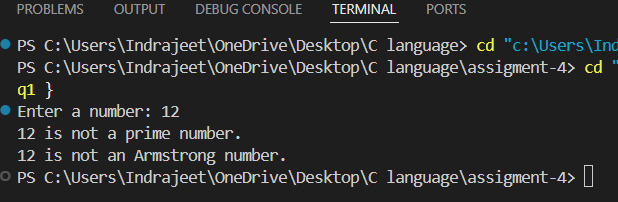 PROBLEMS OUTPUT DEBUG CONSOLE TERMINAL PORTS
PS C:\Users\Indrajeet\OneDrive\Desktop\C language> cd "c:\Users\Ind
PS C:\Users\Indrajeet\OneDrive\Desktop\C language\assigment-4> cd "
q1 }
Enter a number: 12
12 is not a prime number.
12 is not an Armstrong number.
PS C:\Users\Indrajeet\OneDrive\Desktop\C language\assigment-4>